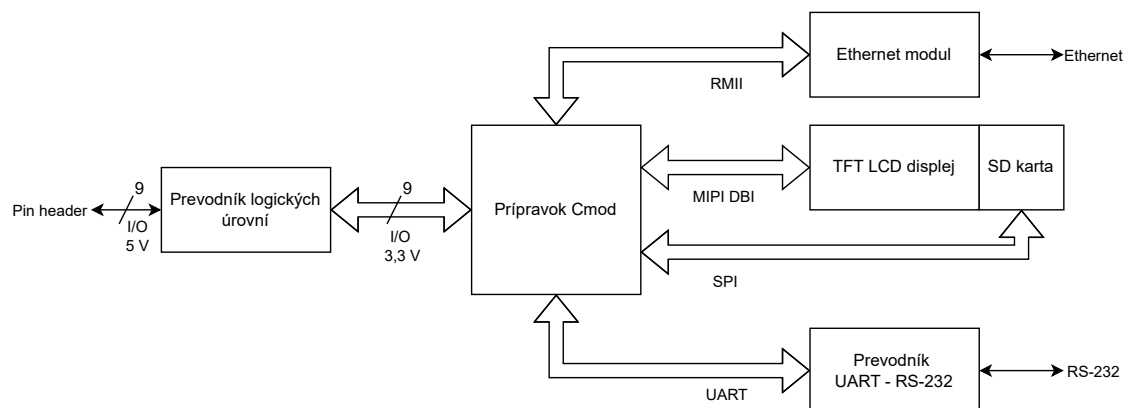 Ethernet modul
Ethernet
RMII
TFT LCD displej
SD karta
MIPI DBI
9
Prevodník logických
úrovní
9
Pin header
I/O
5 V
I/O
3,3 V
Prípravok Cmod
SPI
Prevodník
UART - RS-232
RS-232
UART